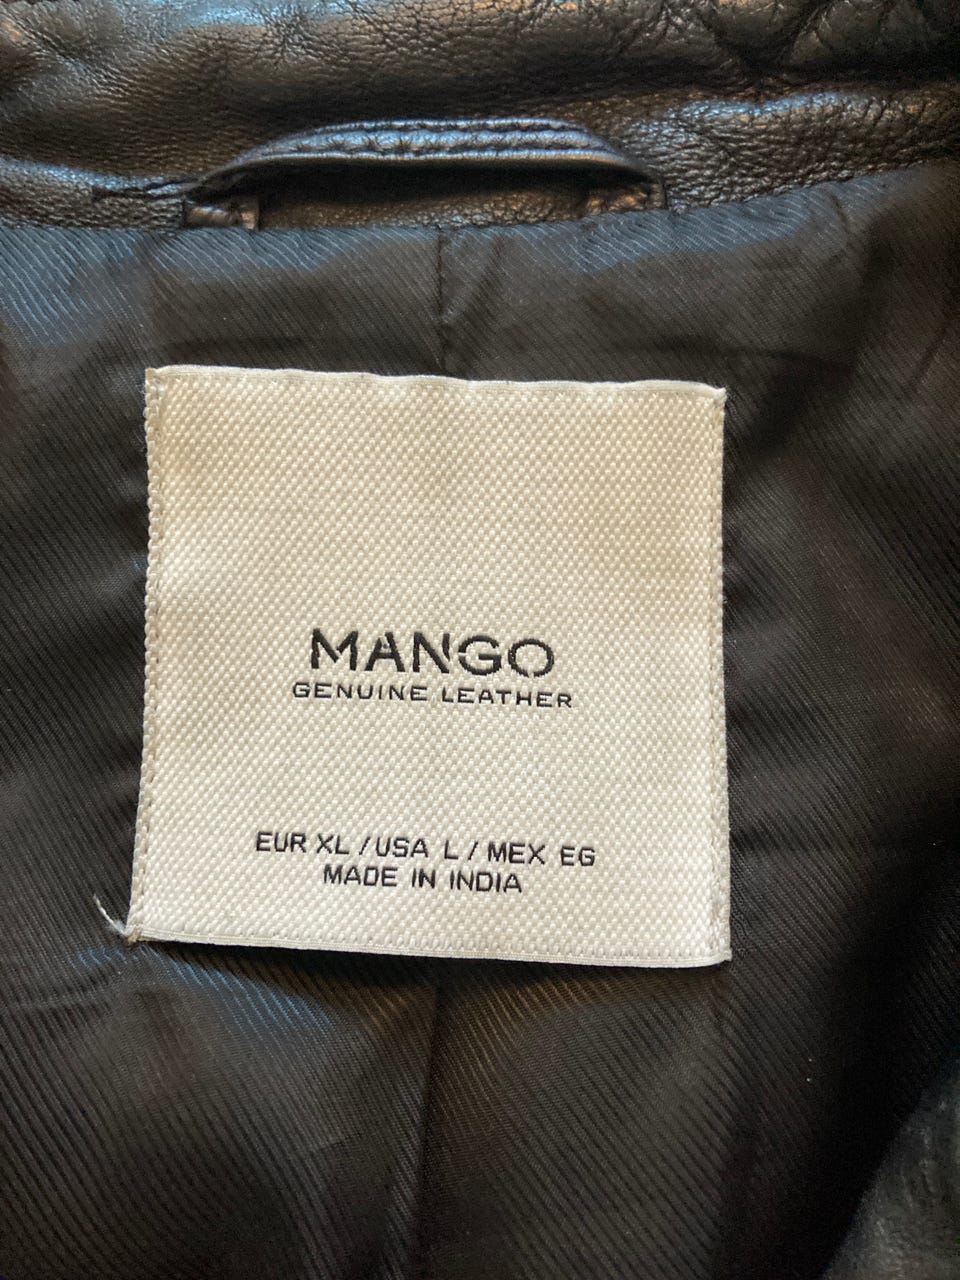 MANGO
GENUINE LEATHER
EUR XL / USA L / MEX EG
MADE IN INDIA